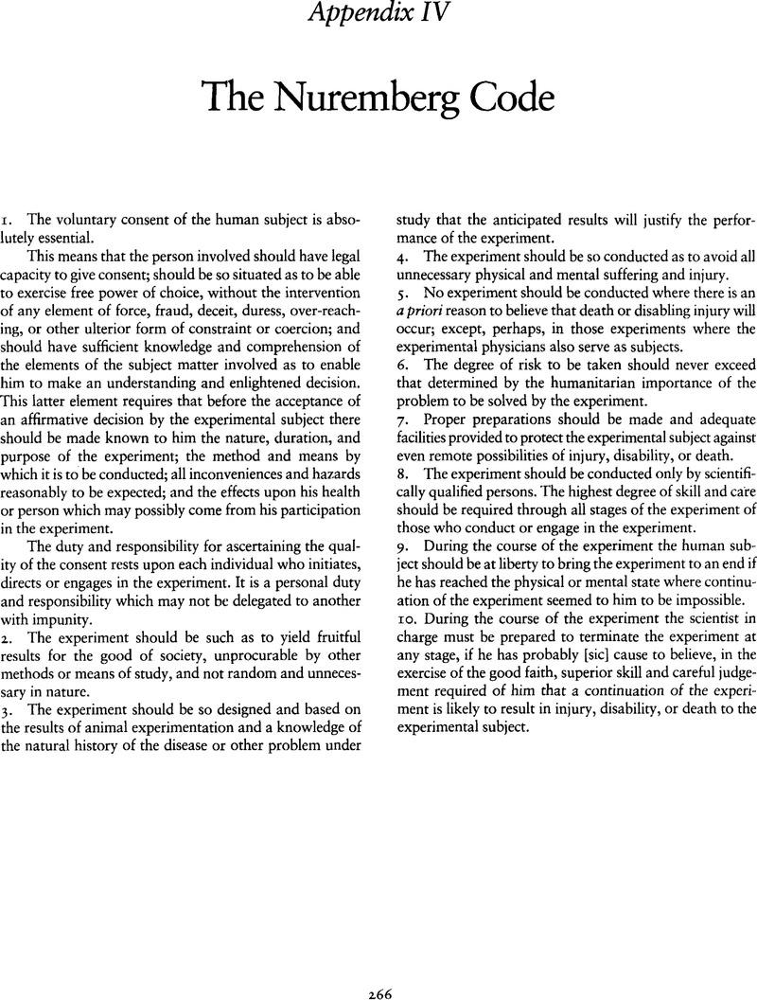 Appendix IV
The Nuremberg Code
1. The voluntary consent of the human subject is abso-
lutely essential.
This means that the person involved should have legal
capacity to give consent; should be so situated as to be able
to exercise free power of choice, without the intervention
of any element of force, fraud, deceit, duress, over-reach-
ing, or other ulterior form of constraint or coercion; and
should have sufficient knowledge and comprehension of
the elements of the subject matter involved as to enable
him to make an understanding and enlightened decision.
This latter element requires that before the acceptance of
an affirmative decision by the experimental subject there
should be made known to him the nature, duration, and
purpose of the experiment; the method and means by
which it is to be conducted; all inconveniences and hazards
reasonably to be expected; and the effects upon his health
or person which may possibly come from his participation
in the experiment.
The duty and responsibility for ascertaining the qual-
ity of the consent rests upon each individual who initiates,
directs or engages in the experiment. It is a personal duty
and responsibility which may not be delegated to another
with impunity.
2. The experiment should be such as to yield fruitful
results for the good of society, unprocurable by other
methods or means of study, and not random and unneces-
sary in nature.
3. The experiment should be so designed and based on
the results of animal experimentation and a knowledge of
the natural history of the disease or other problem under
study that the anticipated results will justify the perfor-
mance of the experiment.
4. The experiment should be so conducted as to avoid all
unnecessary physical and mental suffering and injury.
5. No experiment should be conducted where there is an
a priori reason to believe that death or disabling injury will
occur; except, perhaps, in those experiments where the
experimental physicians also serve as subjects.
6. The degree of risk to be taken should never exceed
that determined by the humanitarian importance of the
problem to be solved by the experiment.
7. Proper preparations should be made and adequate
facilities provided to protect the experimental subject against
even remote possibilities of injury, disability, or death.
8. The experiment should be conducted only by scientifi-
cally qualified persons. The highest degree of skill and care
should be required through all stages of the experiment of
those who conduct or engage in the experiment.
9. During the course of the experiment the human sub-
ject should be at liberty to bring the experiment to an end if
he has reached the physical or mental state where continu-
ation of the experiment seemed to him to be impossible.
10. During the course of the experiment the scientist in
charge must be prepared to terminate the experiment at
any stage, if he has probably [sic] cause to believe, in the
exercise of the good faith, superior skill and careful judge-
ment required of him that a continuation of the experi-
ment is likely to result in injury, disability, or death to the
experimental subject.
266